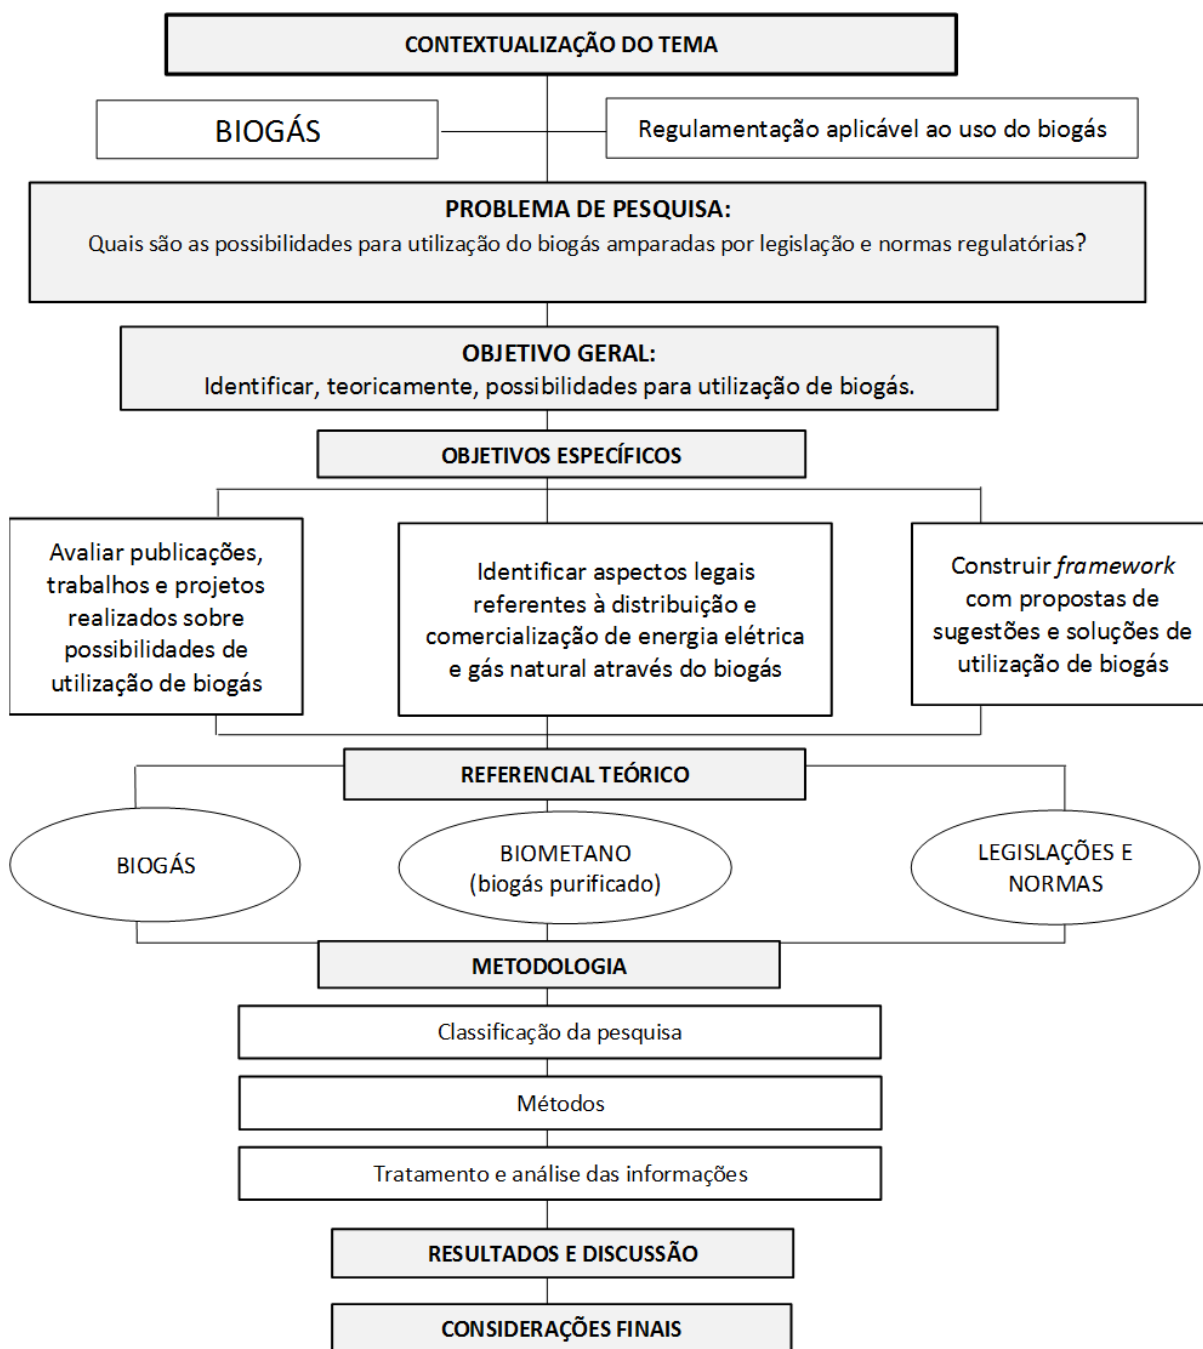 CONTEXTUALIZAÇÃO DO TEMA
BIOGÁS
Regulamentação aplicável ao uso do biogás
PROBLEMA DE PESQUISA:
Quais são as possibilidades para utilização do biogás amparadas por legislação e normas regulatórias?
OBJETIVO GERAL:
Identificar, teoricamente, possibilidades para utilização de biogás.
OBJETIVOS ESPECÍFICOS
Avaliar publicações,
trabalhos e projetos
realizados sobre
possibilidades de
utilização de biogás
Identificar aspectos legais
referentes à distribuição e
comercialização de energia elétrica
e gás natural através do biogás
Construir framework
com propostas de
sugestões e soluções de
utilização de biogás
REFERENCIAL TEÓRICO
BIOGÁS
BIOMETANO
(biogás purificado)
LEGISLAÇÕES E
NORMAS
METODOLOGIA
Classificação da pesquisa
Métodos
Tratamento e análise das informações
RESULTADOS E DISCUSSÃO
CONSIDERAÇÕES FINAIS